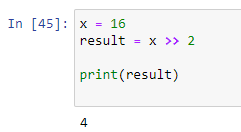 In [45]: x = 16
result = x >> 2
print(result)
4